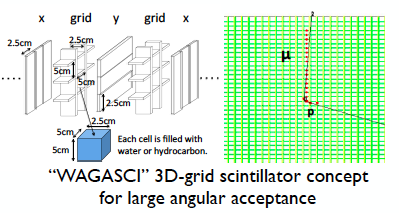 x grid y grid x
2.5cm 2.5cm
5cm
5cm
2.5cm
2.5cm
5cm
5cm
Each cell is filled with
water or hydrocarbon.
μ
p
“WAGASCI” 3D-grid scintillator concept
for large angular acceptance